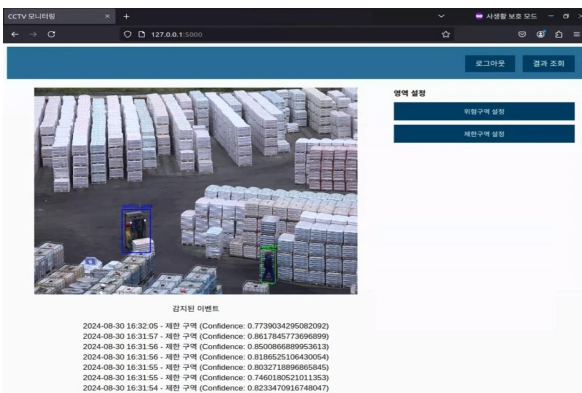 CCTV 모니터링
사생활 보호 모드
127.0.0.1:5000
로그아웃
결과 조회
영역 설정
위험구역 설정
제한구역 설정
감지된 이벤트
2024-08-30 16:32:05 - 제한 구역 (Confidence: 0.7739034295082092)
2024-08-30 16:31:57 - 제한 구역 (Confidence: 0.8617845773696899)
2024-08-30 16:31:56 - 제한 구역 (Confidence: 0.8500866889953613)
2024-08-30 16:31:56 - 제한 구역 (Confidence: 0.8186525106430054)
2024-08-30 16:31:55 - 제한 구역 (Confidence: 0.8032718896865845)
2024-08-30 16:31:55 - 제한 구역 (Confidence: 0.7460180521011353)
2024-08-30 16:31:54 - 제한 구역 (Confidence: 0.8233470916748047)